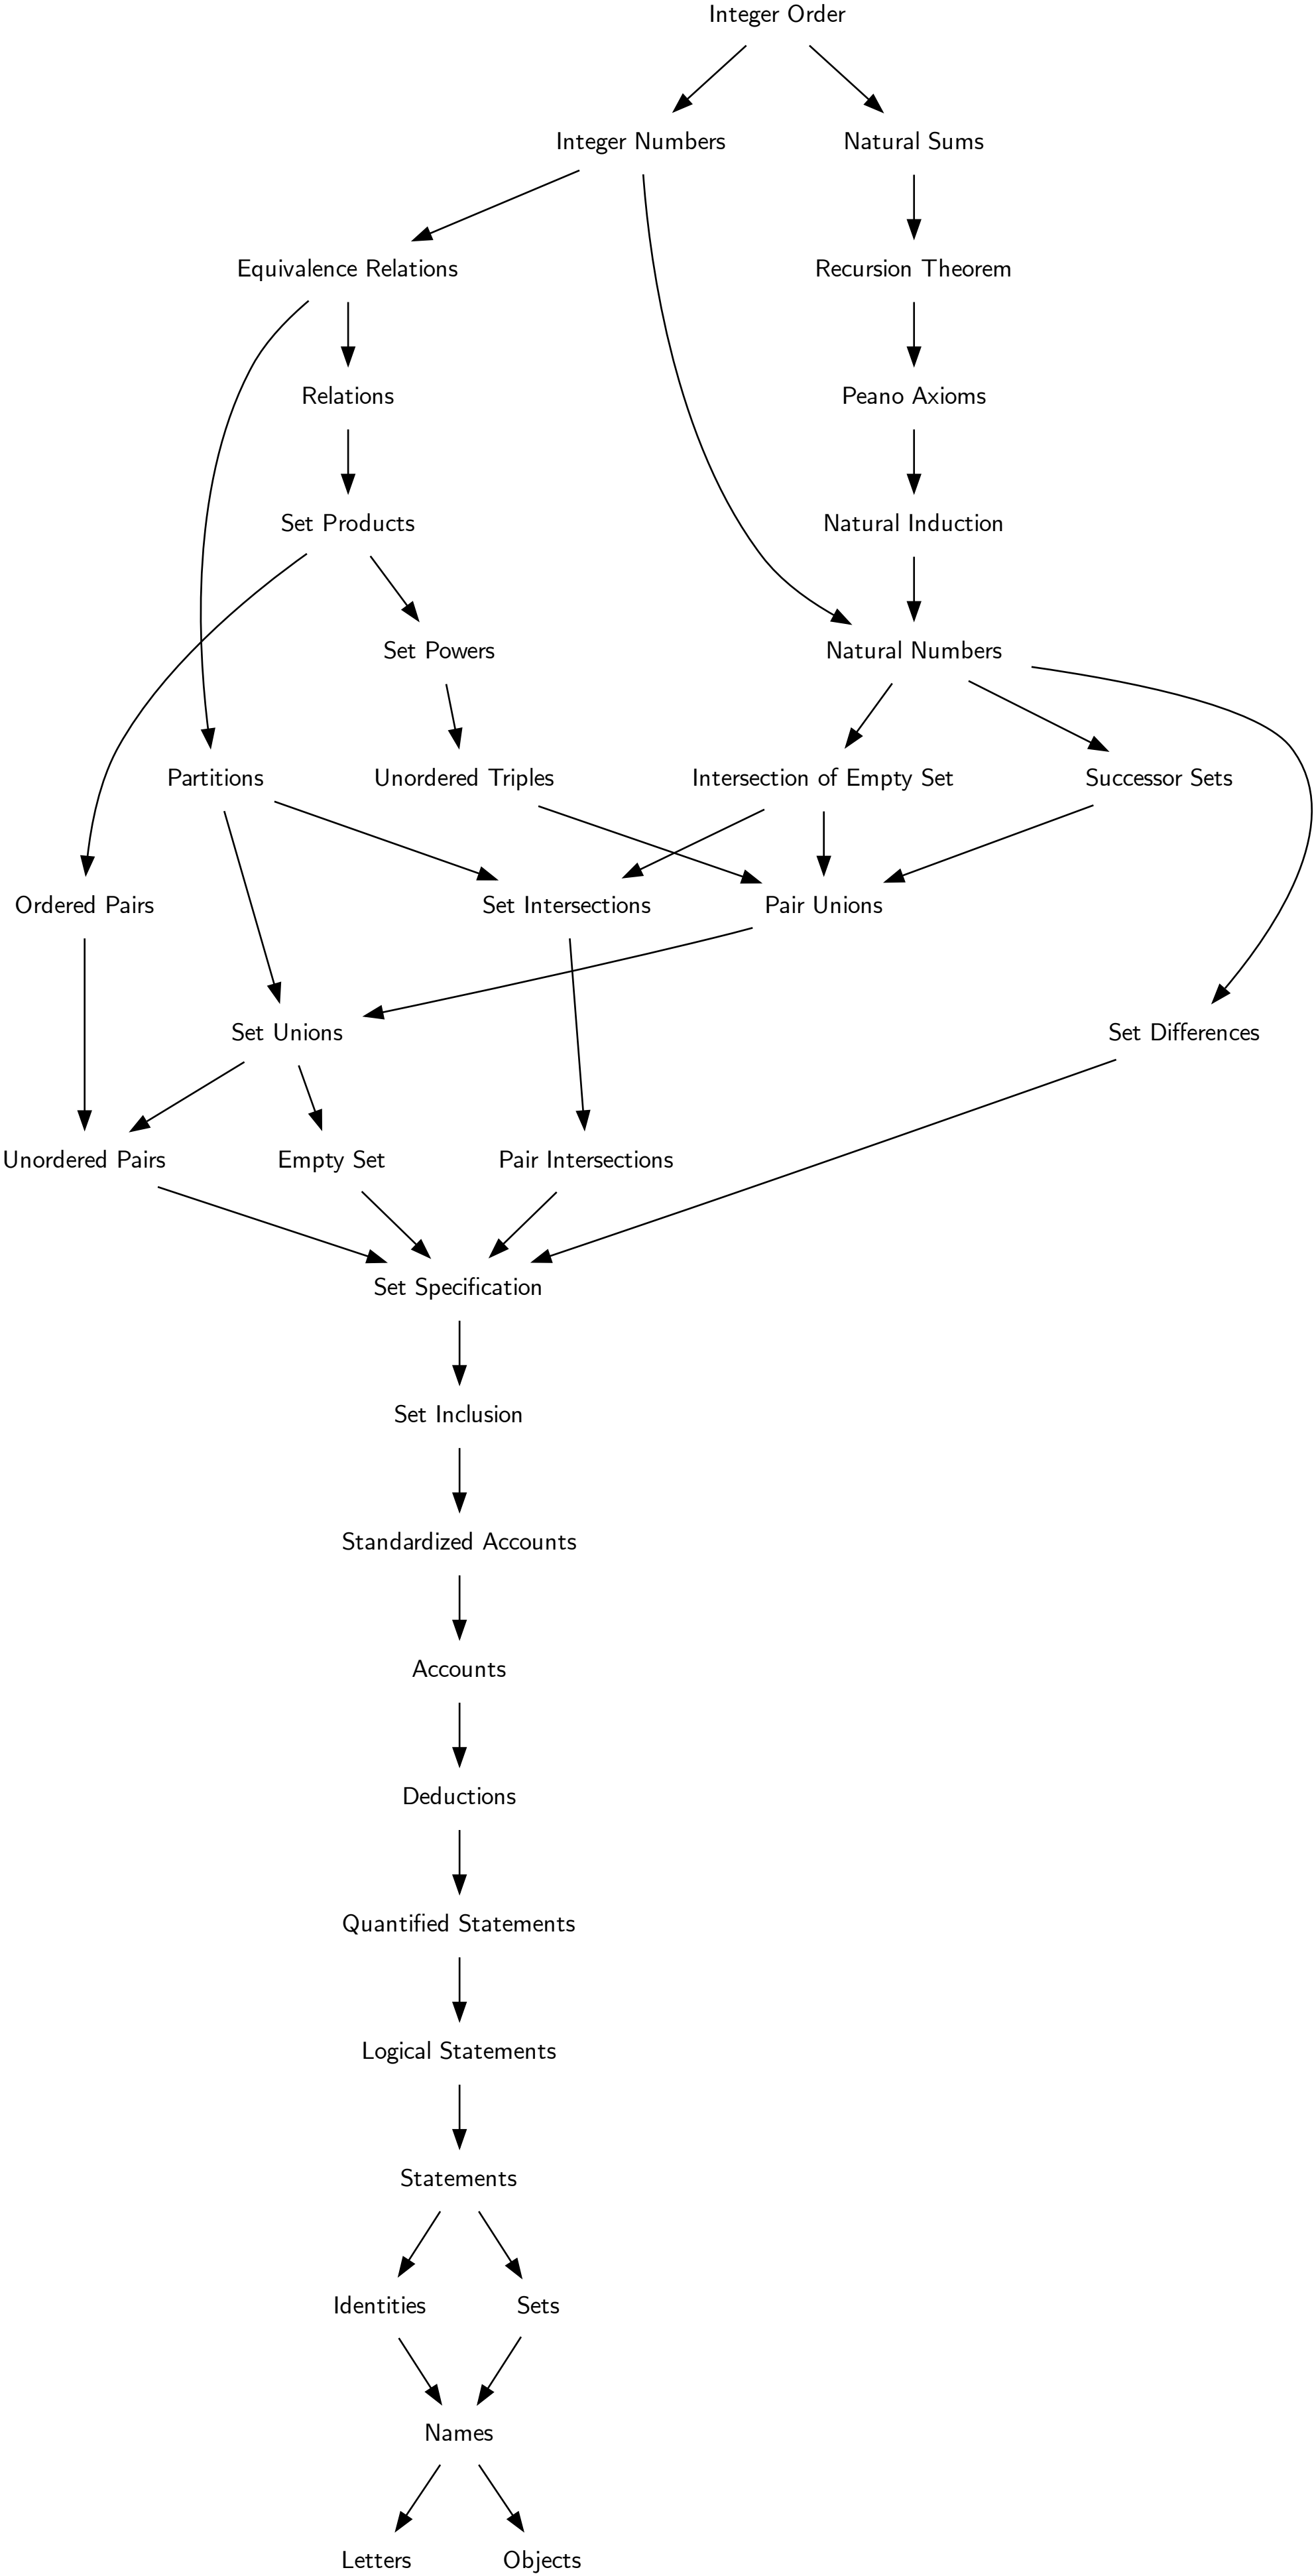 Integer Order
Integer Numbers
Natural Sums
Equivalence Relations
Recursion Theorem
Relations
Peano Axioms
Set Products
Natural Induction
Set Powers
Natural Numbers
Partitions
Unordered Triples
Intersection of Empty Set
Successor Sets
Ordered Pairs
Set Intersections
Pair Unions
Set Unions
Set Differences
Unordered Pairs
Empty Set
Pair Intersections
Set Specification
Set Inclusion
Standardized Accounts
Accounts
Deductions
Quantified Statements
Logical Statements
Statements
Identities
Sets
Names
Letters
Objects